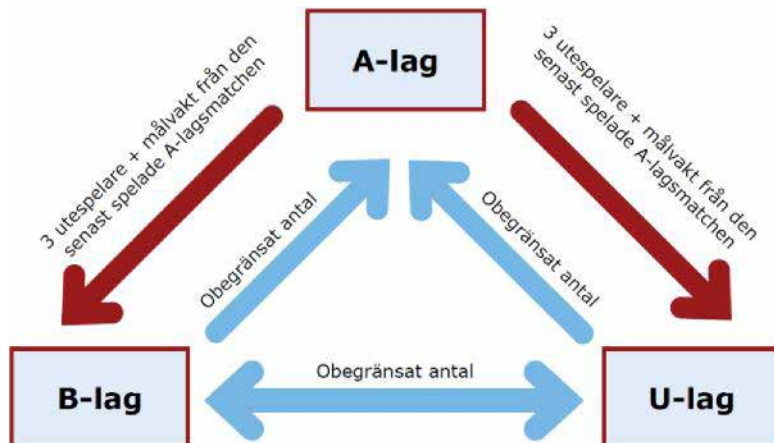 A-lag
3 utespelare + målvakt från den
senast spelade A-lagsmatchen
3 utespelare + målvakt från den
senast spelade A-lagsmatchen
Obegränsat antal
Obegränsat antal
Obegränsat antal
B-lag
U-lag